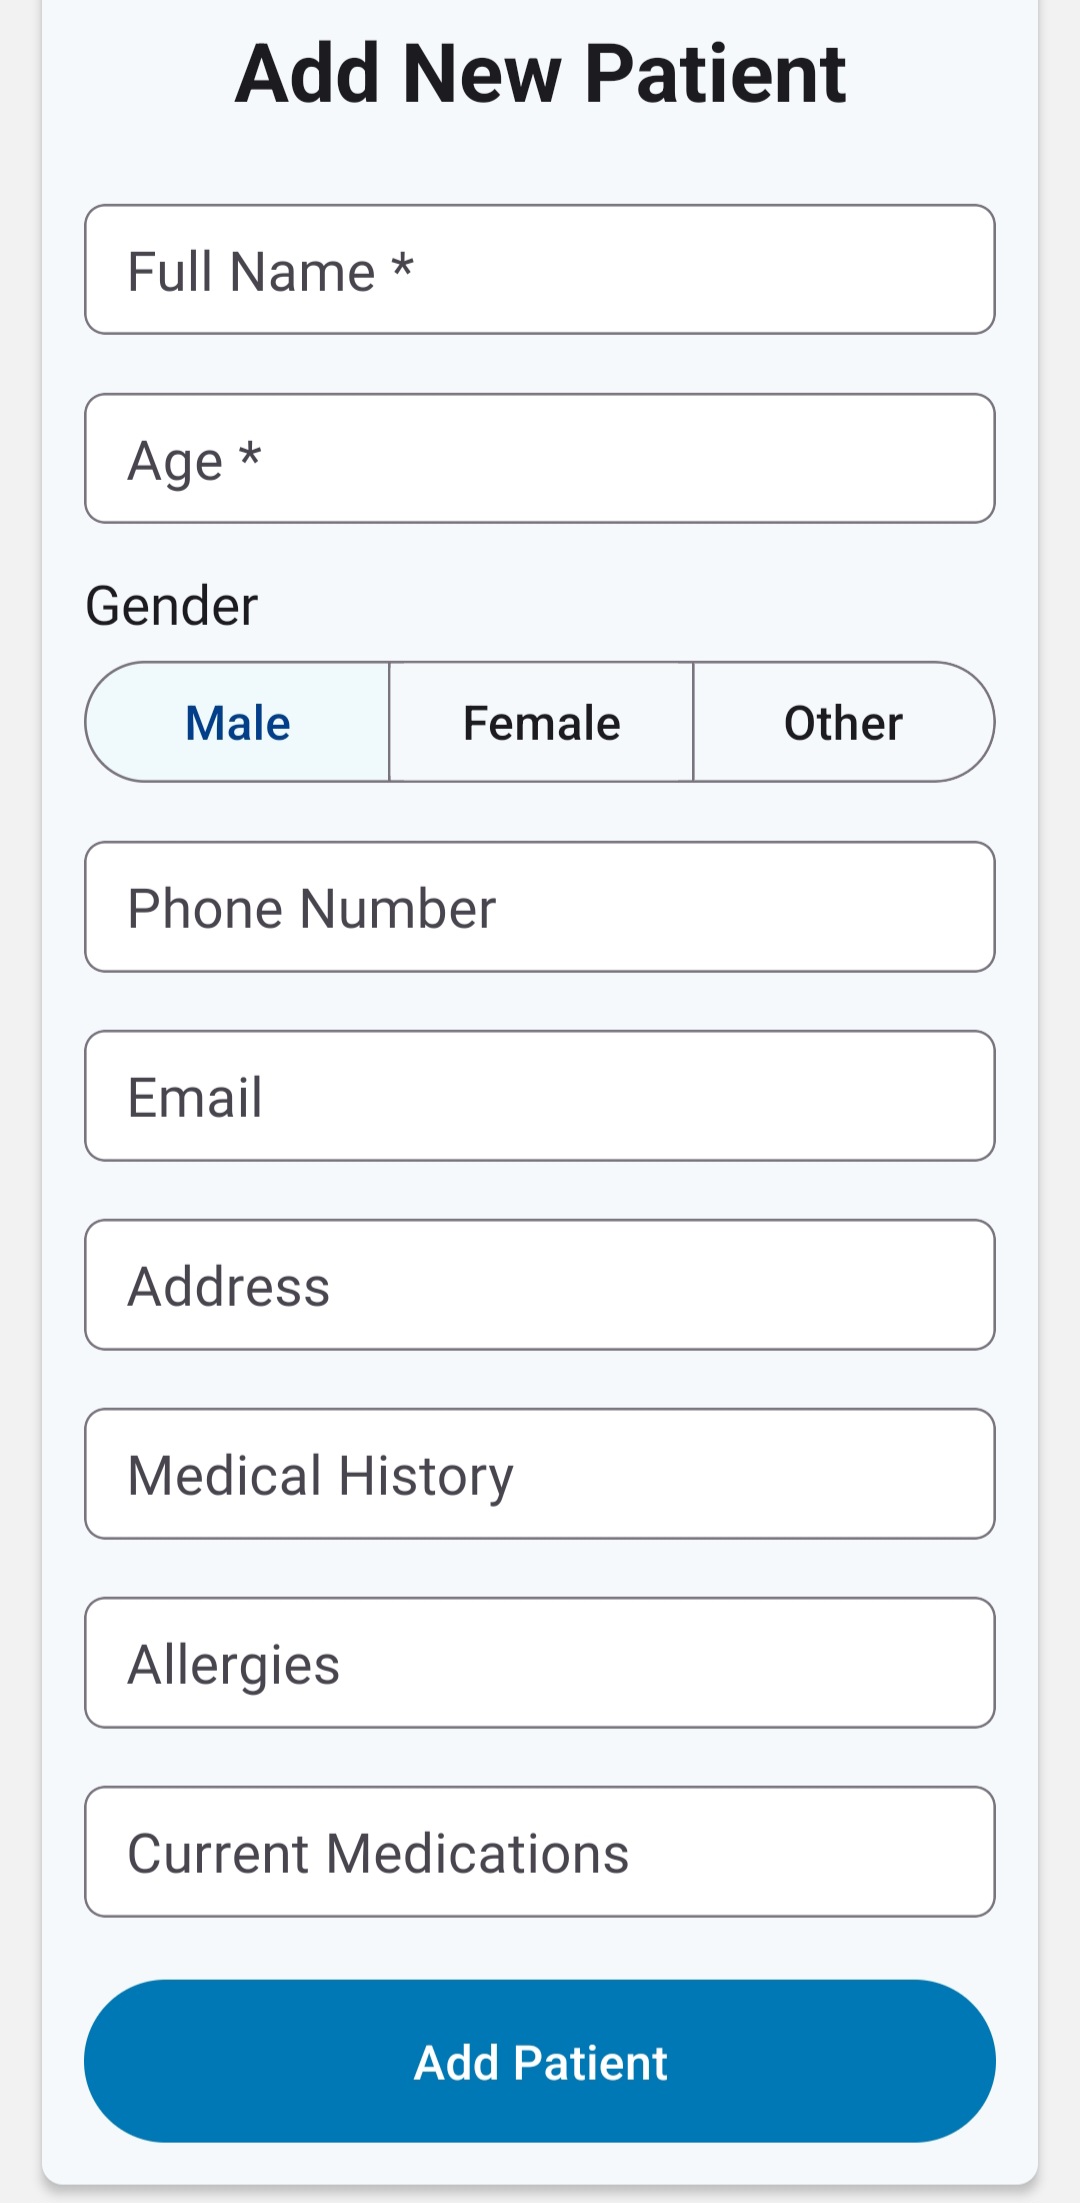 Add New Patient
Full Name *
Age *
Gender
Male Female Other
Phone Number
Email
Address
Medical History
Allergies
Current Medications
Add Patient